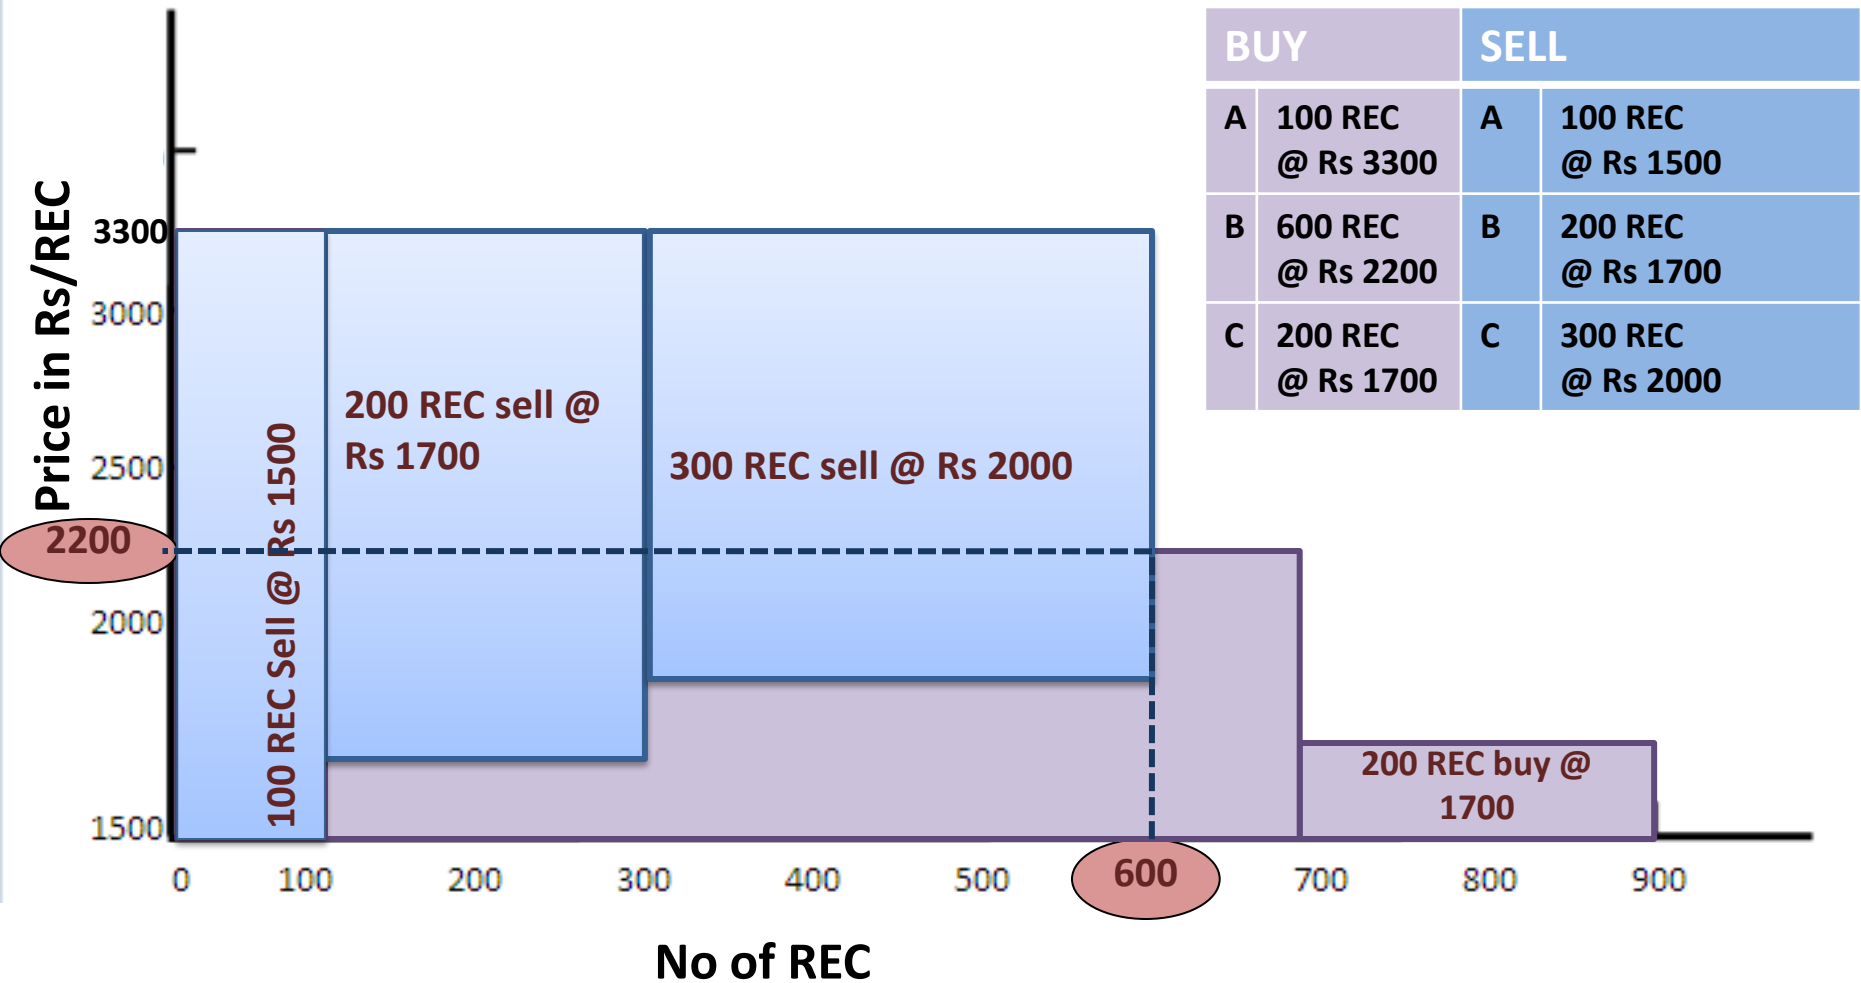 BUY
SELL
A
100 REC
@ Rs 3300
A
100 REC
@ Rs 1500
B
600 REC
@ Rs 2200
B
200 REC
@ Rs 1700
C
200 REC
@ Rs 1700
C
300 REC
@ Rs 2000
Price in Rs/REC
3300
3000
2500
2200
2000
1500
100 REC Sell @ Rs 1500
200 REC sell @
Rs 1700
300 REC sell @ Rs 2000
200 REC buy @
1700
0
100
200
300
400
500
600
700
800
900
No of REC